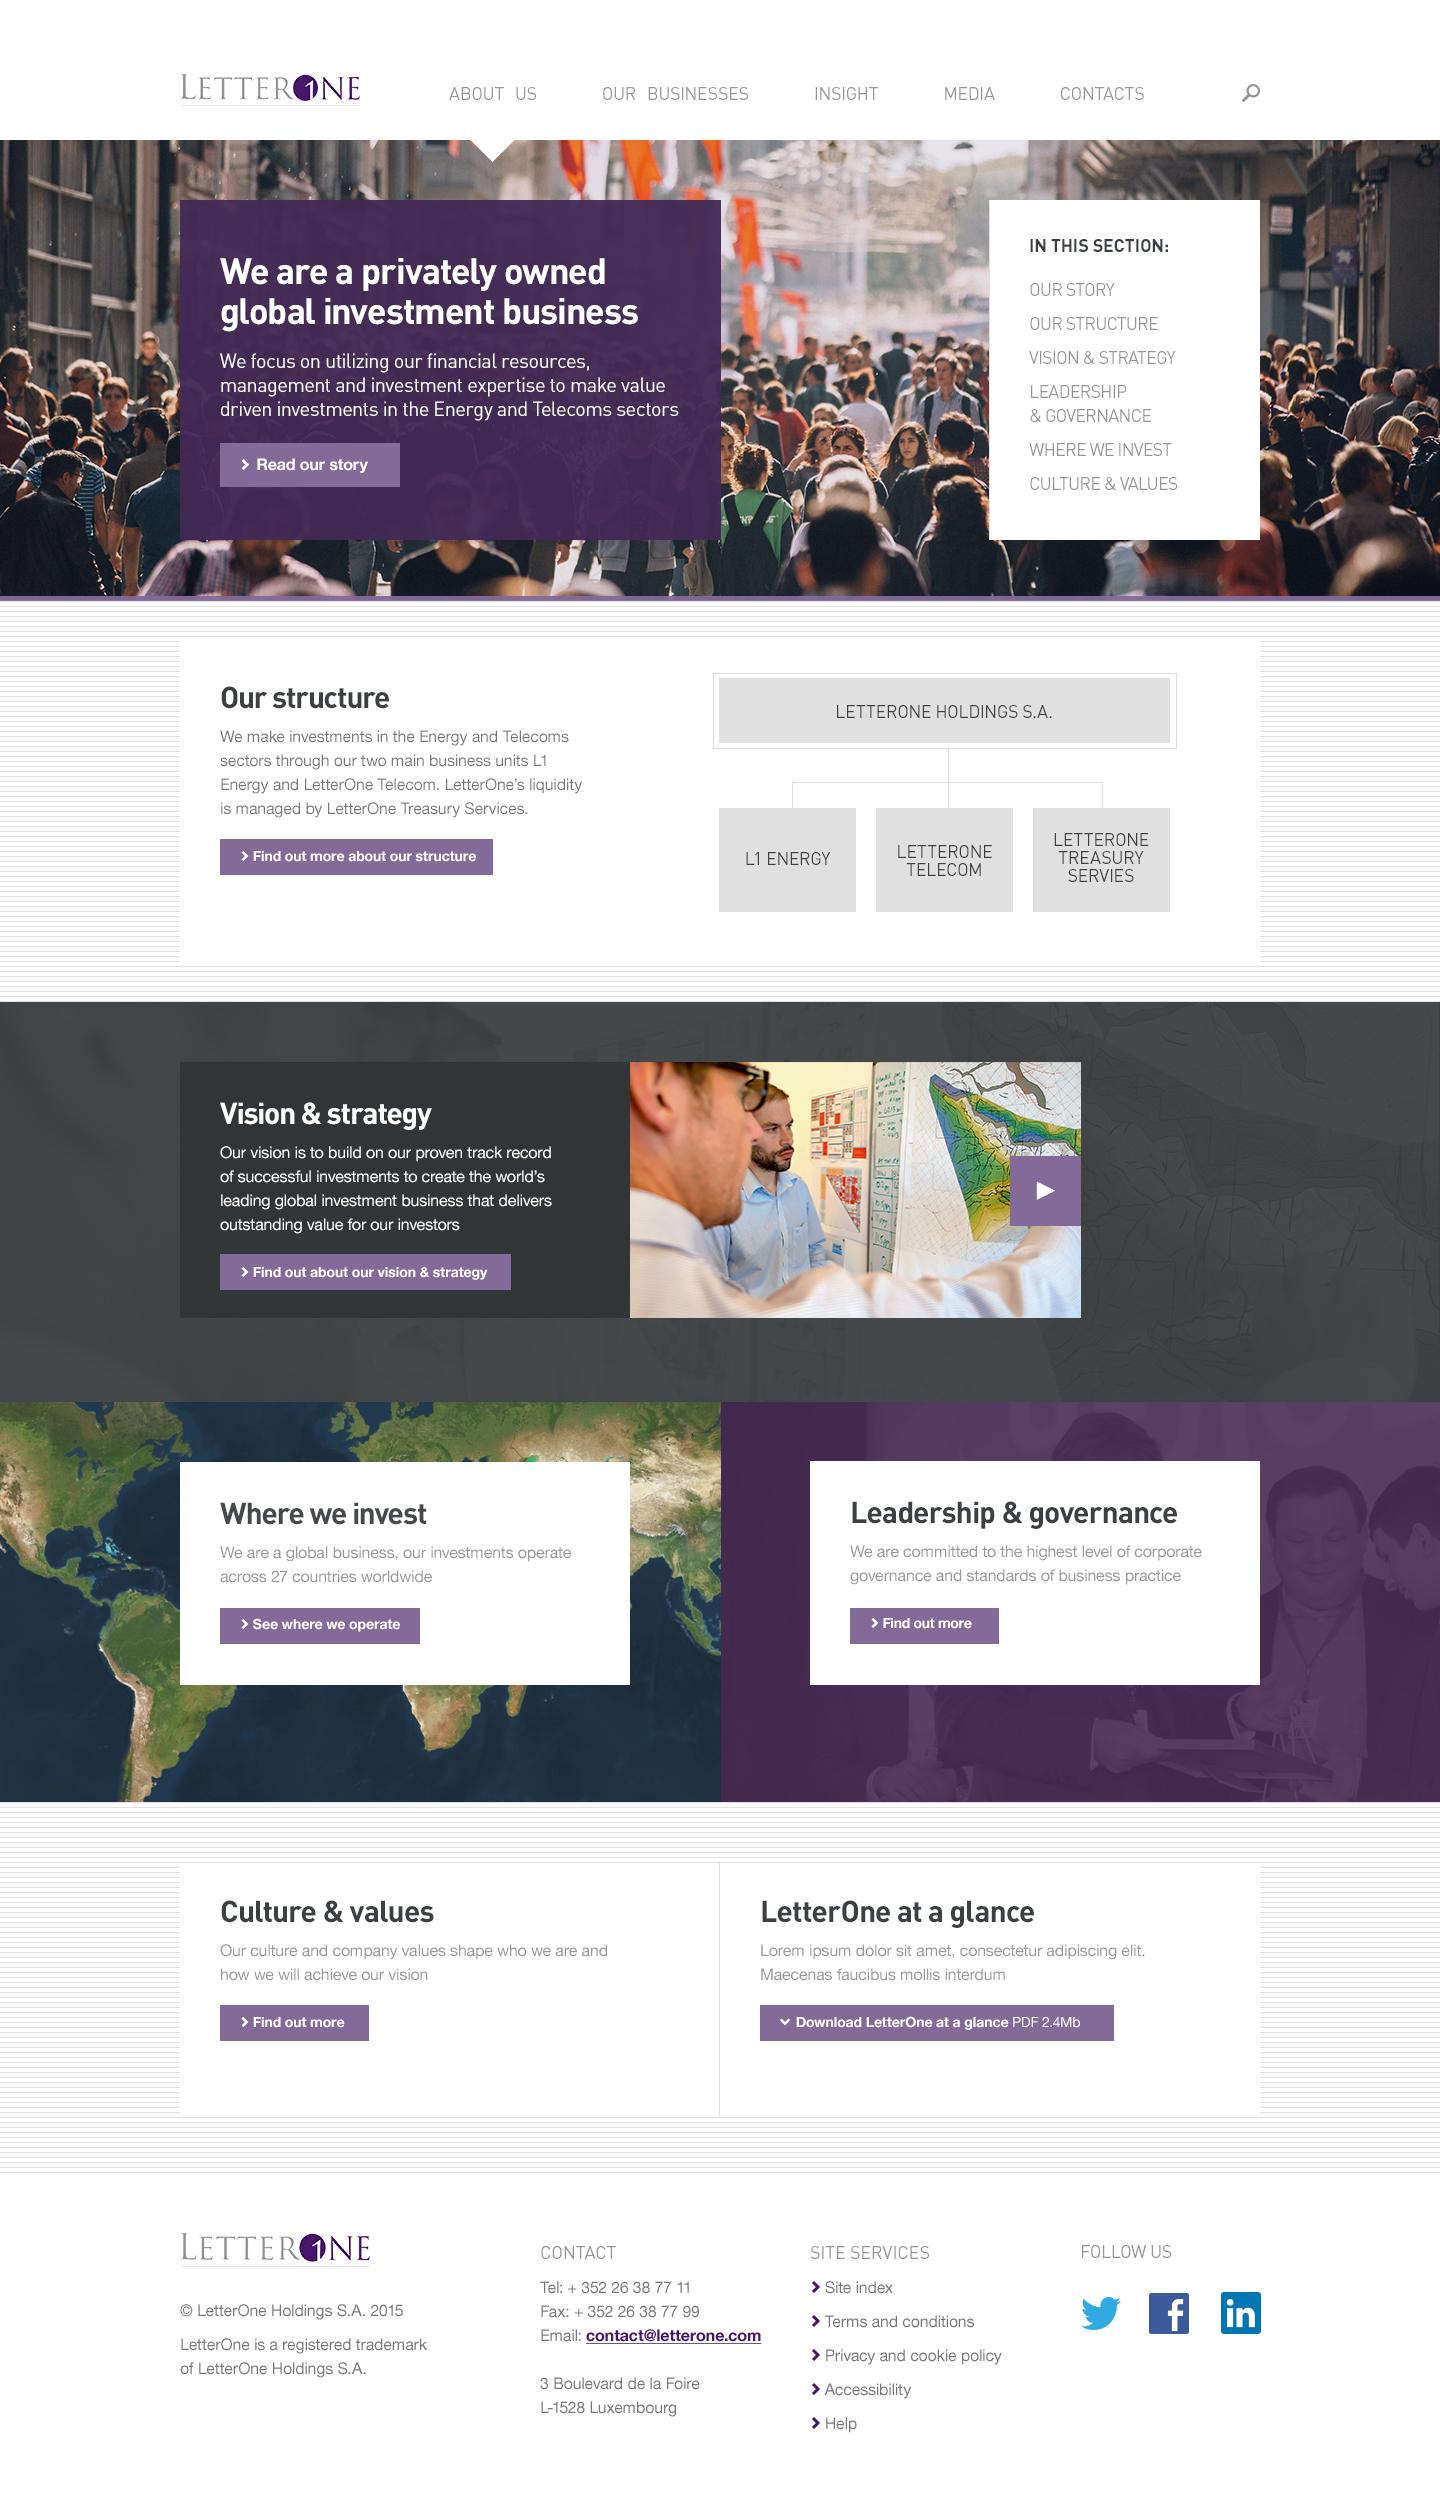 LETTERONE
ABOUT US
OUR BUSINESSES
INSIGHT
MEDIA
CONTACTS
We are a privately owned
global investment business
We focus on utilizing our financial resources,
management and investment expertise to make value
driven investments in the Energy and Telecoms sectors
Read our story
IN THIS SECTION:
OUR STORY
OUR STRUCTURE
VISION & STRATEGY
LEADERSHIP
& GOVERNANCE
WHERE WE INVEST
CULTURE & VALUES
Our structure
We make investments in the Energy and Telecoms
sectors through our two main business units L1
Energy and LetterOne Telecom. LetterOne's liquidity
is managed by LetterOne Treasury Services.
Find out more about our structure
LETTERONE HOLDINGS S.A.
L1 ENERGY
LETTERONE
TELECOM
LETTERONE
TREASURY
SERVIES
Vision & strategy
Our vision is to build on our proven track record
of successful investments to create the world's
leading global investment business that delivers
outstanding value for our investors
Find out about our vision & strategy
Where we invest
We are a global business, our investments operate
across 27 countries worldwide
See where we operate
Leadership & governance
We are committed to the highest level of corporate
governance and standards of business practice
Find out more
Culture & values
Our culture and company values shape who we are and
how we will achieve our vision
Find out more
LetterOne at a glance
Lorem ipsum dolor sit amet, consectetur adipiscing elit.
Maecenas faucibus mollis interdum
Download LetterOne at a glance PDF 2.4Mb
LETTERONE
© LetterOne Holdings S.A. 2015
LetterOne is a registered trademark
of LetterOne Holdings S.A.
CONTACT
Tel: + 352 26 38 77 11
Fax: + 352 26 38 77 99
Email: contact@letterone.com
3 Boulevard de la Foire
L-1528 Luxembourg
SITE SERVICES
Site index
Terms and conditions
Privacy and cookie policy
Accessibility
Help
FOLLOW US
f
in